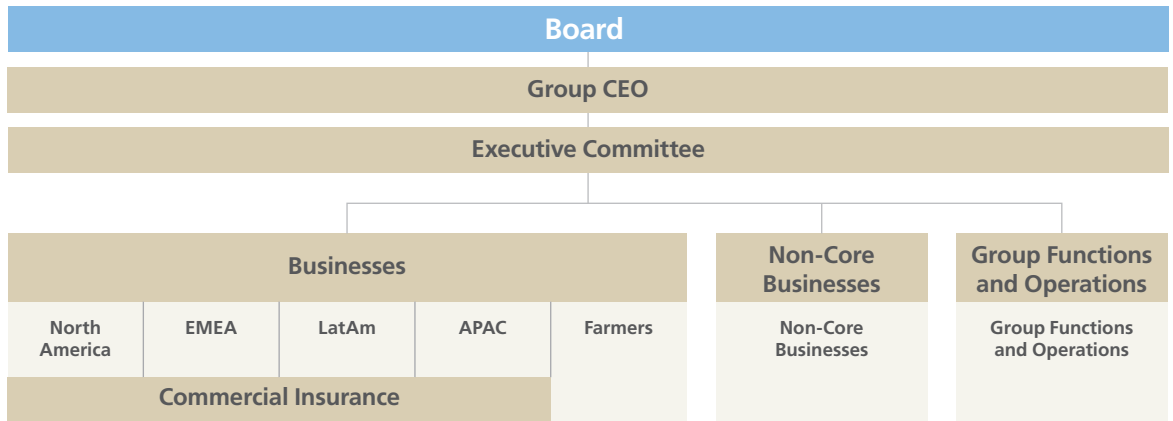 Board
Group CEO
Executive Committee
Businesses
Non-Core
Businesses
Group Functions
and Operations
North
America
EMEA
LatAm
APAC
Farmers
Non-Core
Businesses
Group Functions
and Operations
Commercial Insurance